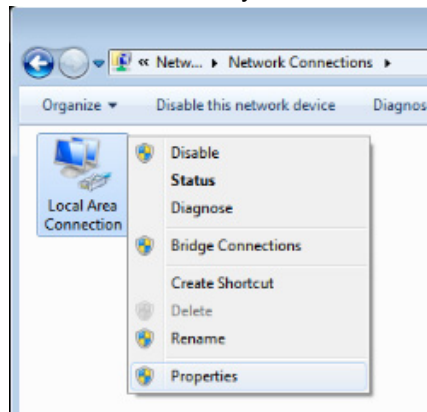 « Netw... ▸ Network Connections ▸
Organize ▾ Disable this network device Diagnos
Local Area
Connection
Disable
Status
Diagnose
Bridge Connections
Create Shortcut
Delete
Rename
Properties